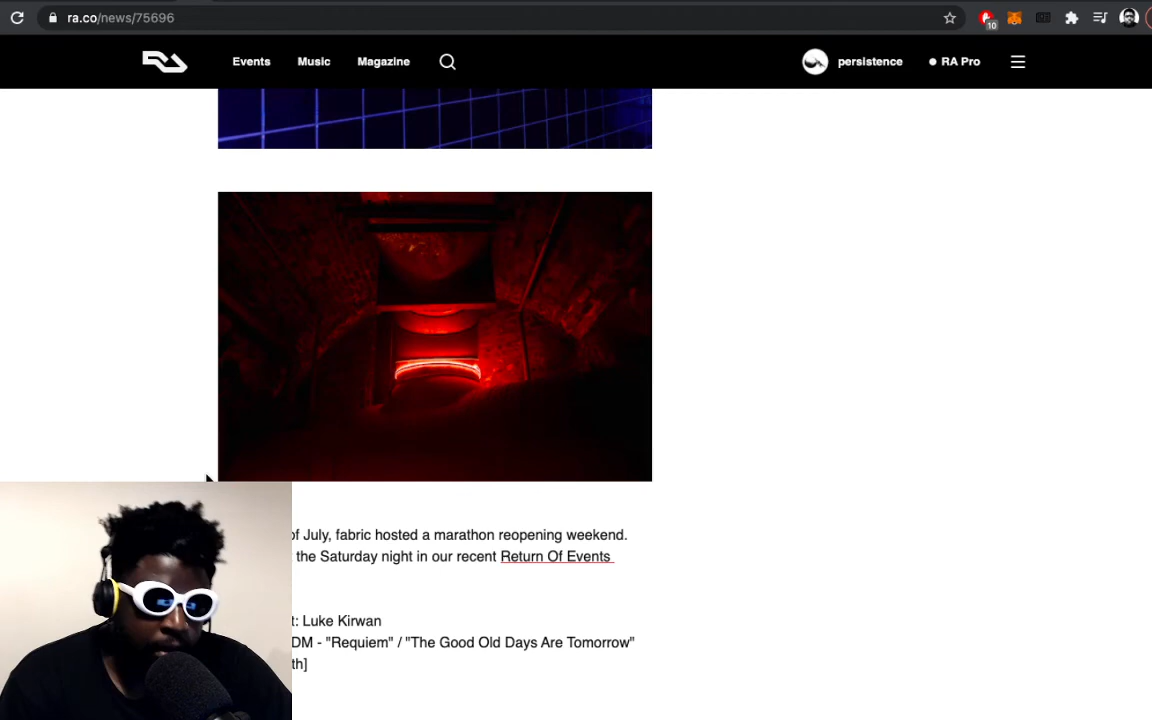 ra.co/news/75696
10
Events Music Magazine persistence RA Pro
of July, fabric hosted a marathon reopening weekend.
the Saturday night in our recent Return Of Events
t: Luke Kirwan
DM - "Requiem" / "The Good Old Days Are Tomorrow"
th]